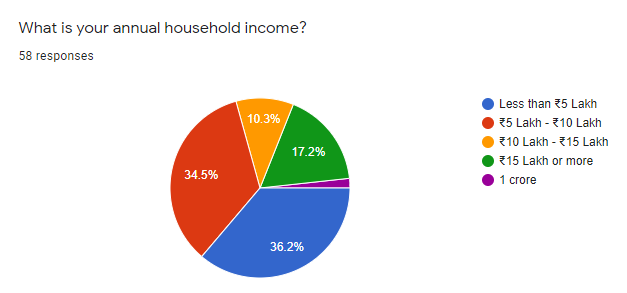 What is your annual household income?
58 responses
10.3%
17.2%
34.5%
36.2%
Less than ₹5 Lakh
₹5 Lakh - ₹10 Lakh
₹10 Lakh - ₹15 Lakh
₹15 Lakh or more
1 crore